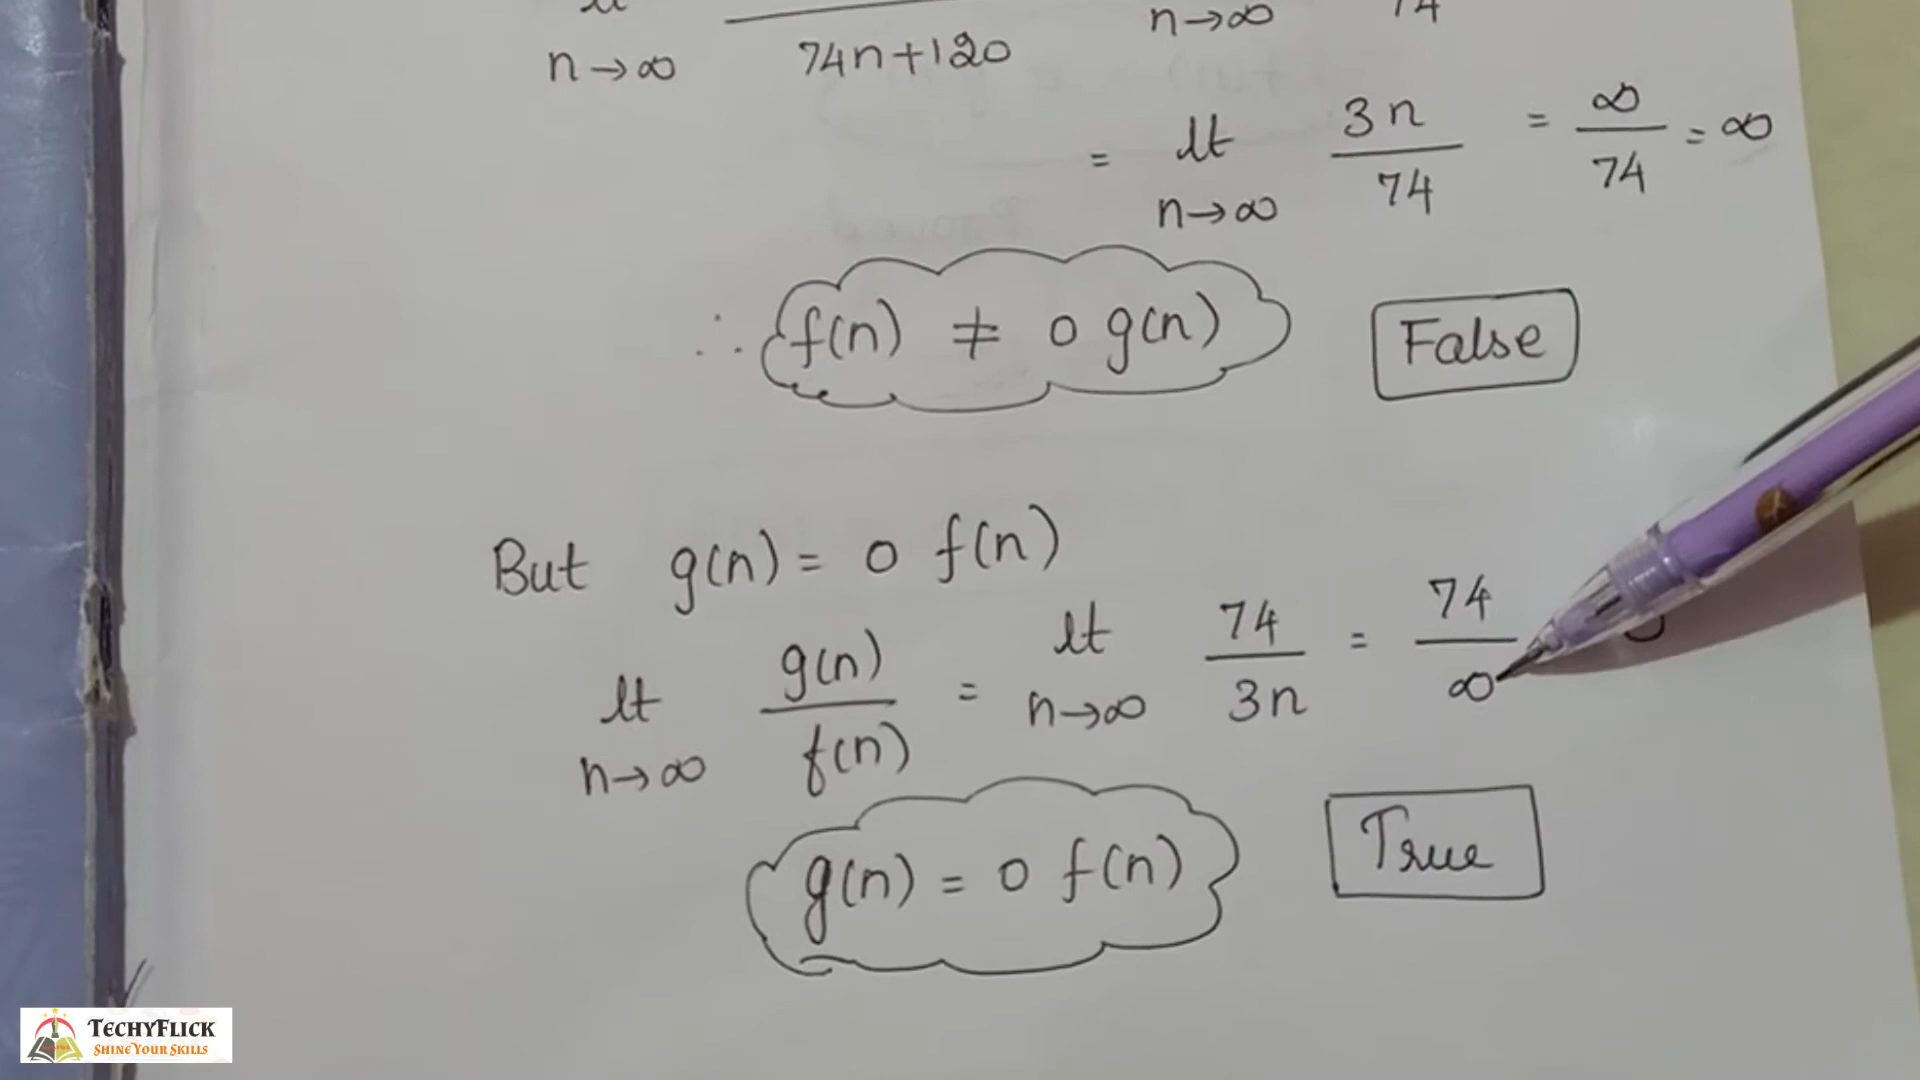 lt
n→∞ 74n+120 n→∞ 74
= lt n→∞ 3n/74 = ∞/74 = ∞
∴ f(n) ≠ o g(n) False
But g(n) = o f(n)
lt n→∞ g(n)/f(n) = lt n→∞ 74/3n = 74/∞
g(n) = o f(n) True
TECHYFLICK
SHINE YOUR SKILLS